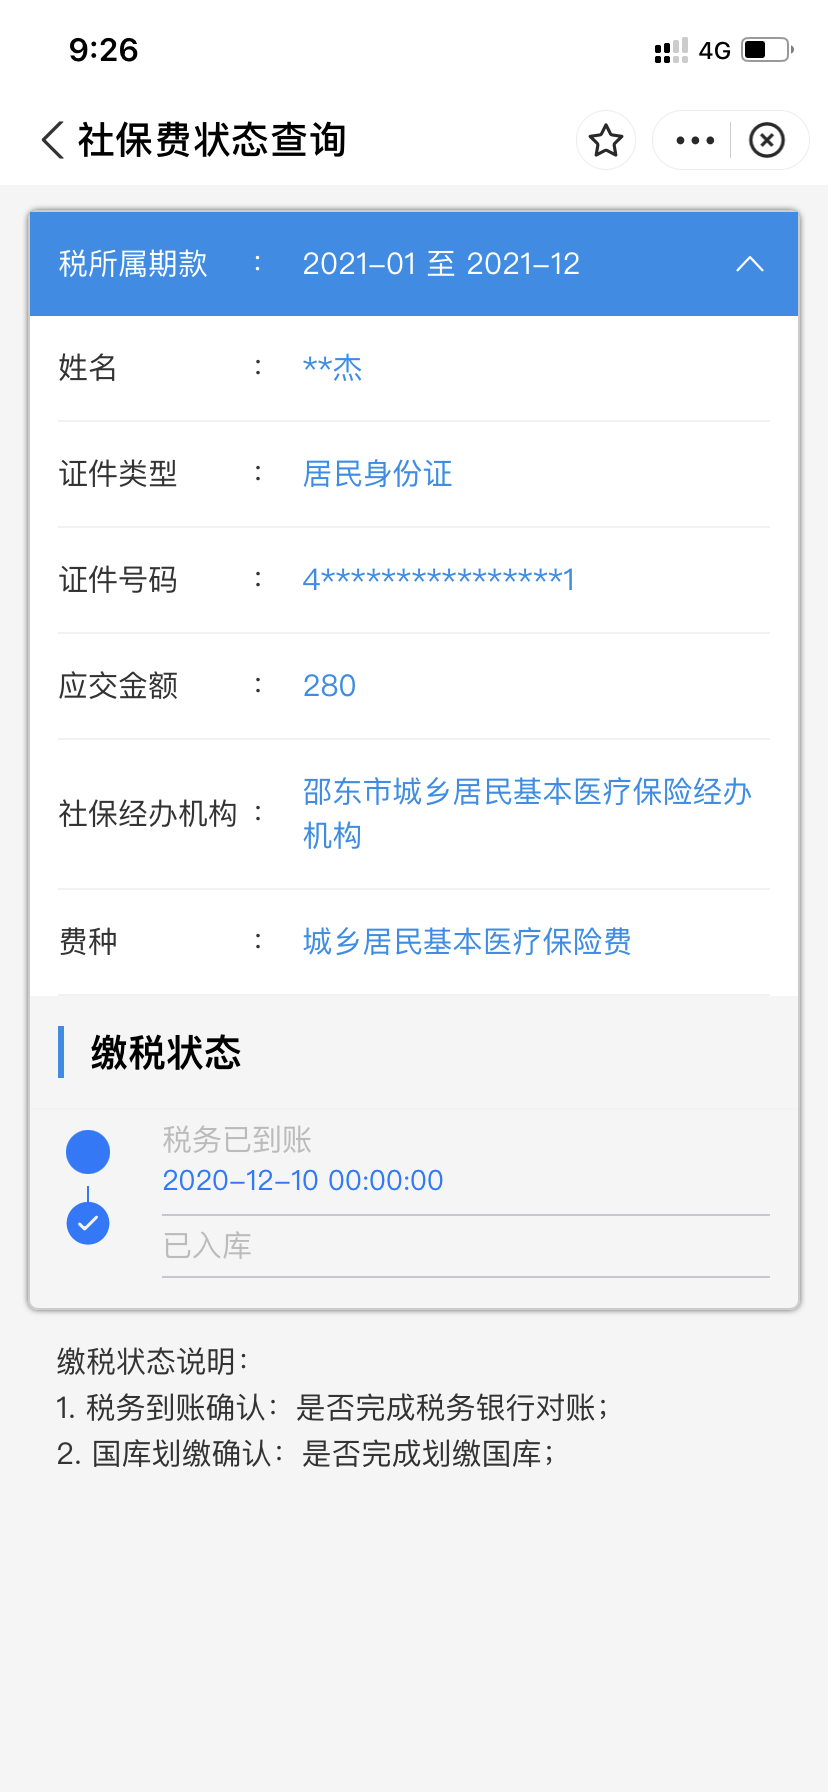 9:26
4G
社保费状态查询
税所属期款 : 2021-01 至 2021-12
姓名 : **杰
证件类型 : 居民身份证
证件号码 : 4****************1
应交金额 : 280
社保经办机构 : 邵东市城乡居民基本医疗保险经办
机构
费种 : 城乡居民基本医疗保险费
缴税状态
税务已到账
2020-12-10 00:00:00
已入库
缴税状态说明：
1. 税务到账确认：是否完成税务银行对账；
2. 国库划缴确认：是否完成划缴国库；